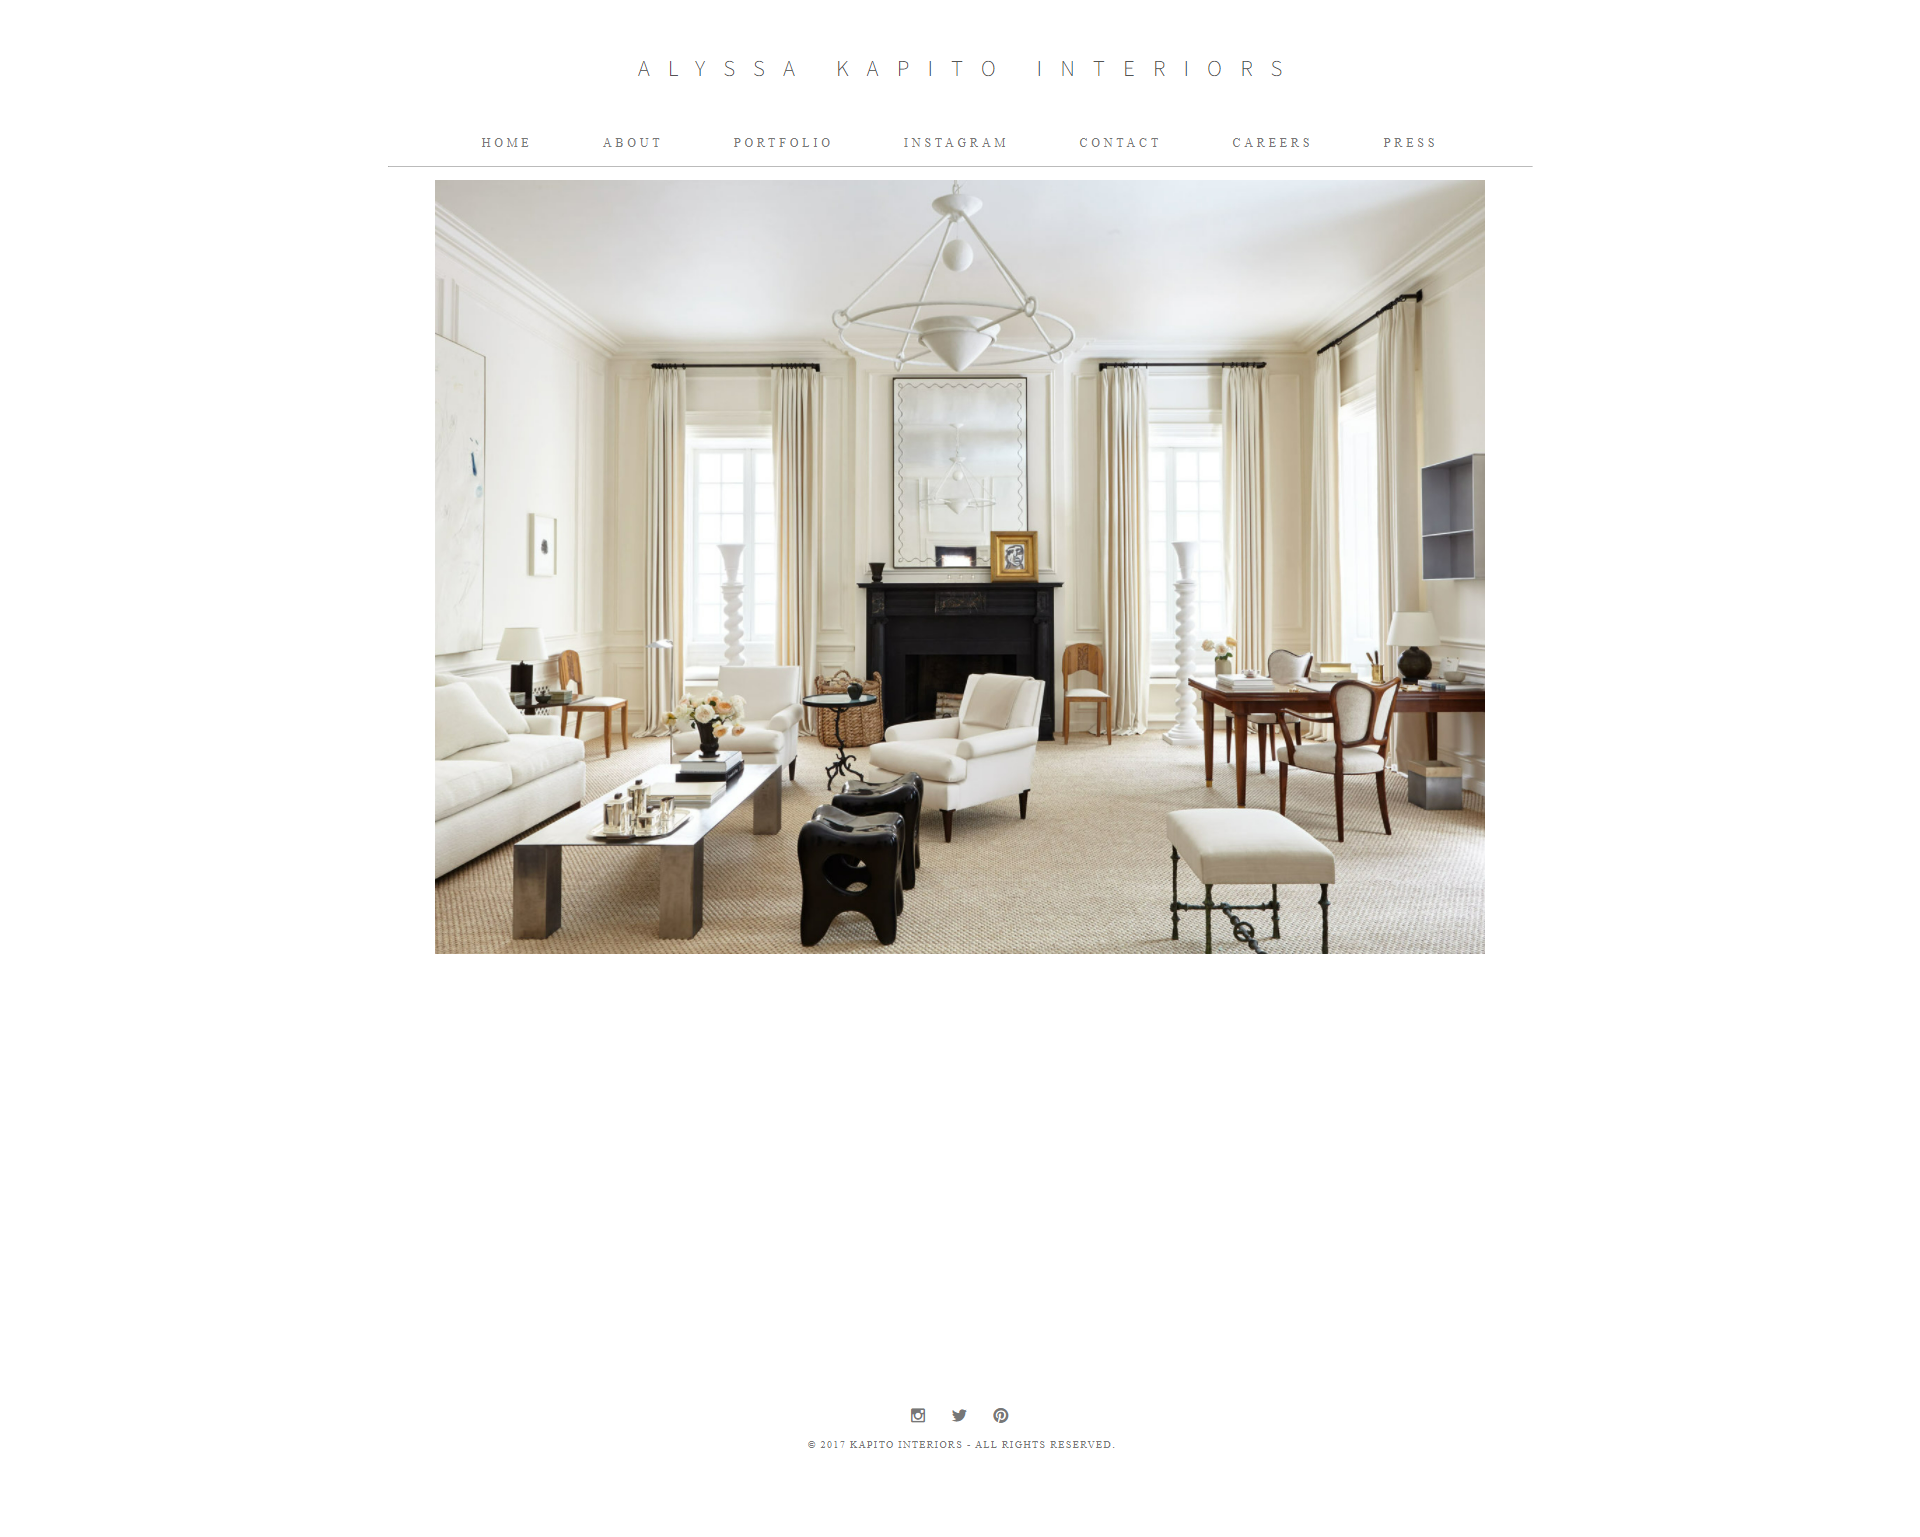 ALYSSA KAPITO INTERIORS
HOME ABOUT PORTFOLIO INSTAGRAM CONTACT CAREERS PRESS
© 2017 KAPITO INTERIORS - ALL RIGHTS RESERVED.